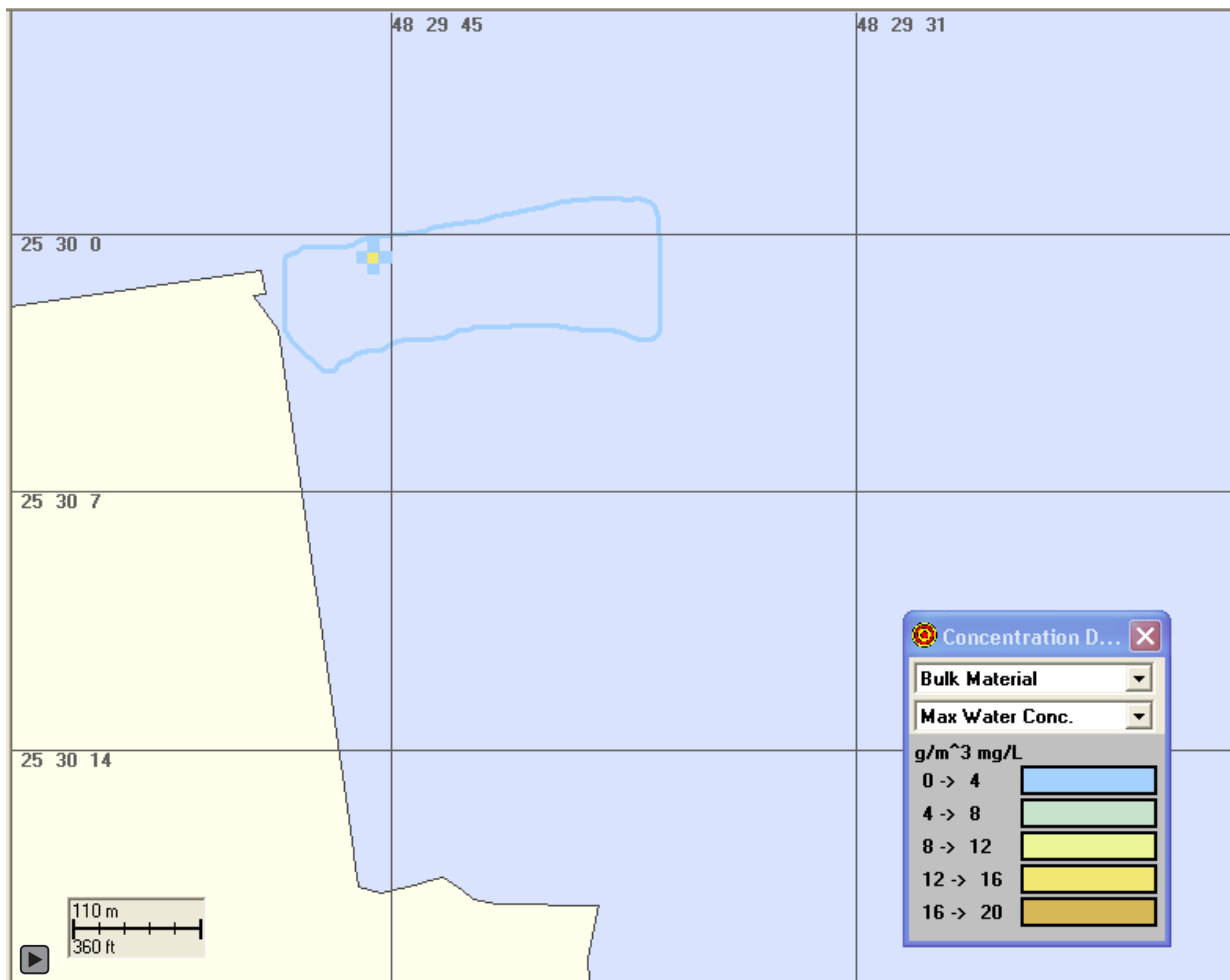 48 29 45
48 29 31
25 30 0
25 30 7
25 30 14
Concentration D...
Bulk Material
Max Water Conc.
g/m^3 mg/L
0 -> 4
4 -> 8
8 -> 12
12 -> 16
16 -> 20
110 m
360 ft